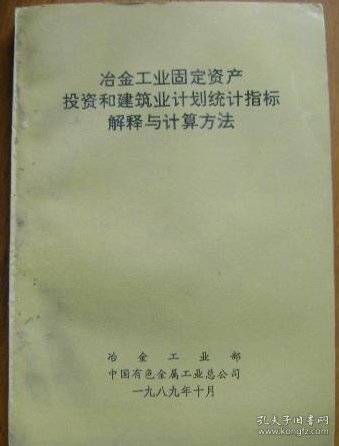 冶金工业固定资产
投资和建筑业计划统计指标
解释与计算方法
冶金工业部
中国有色金属工业总公司
一九八九年十月
孔夫子旧书网
www.kongfz.com